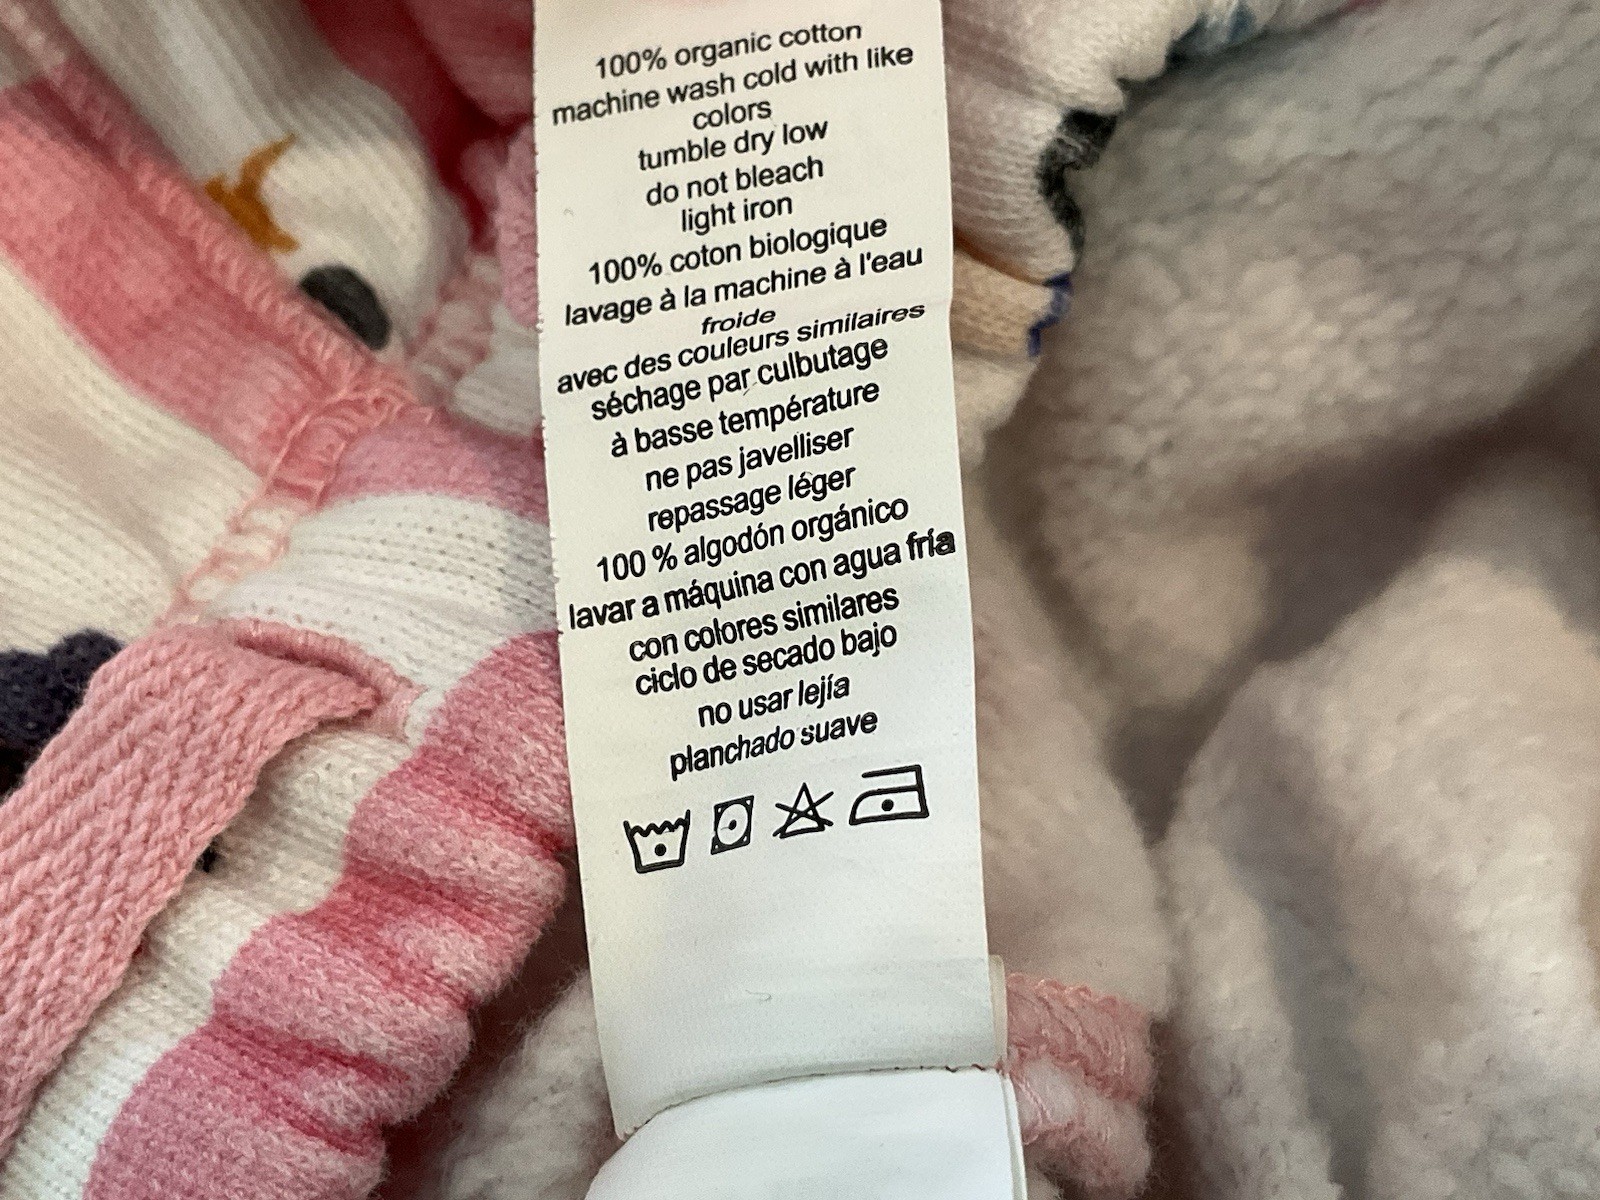 100% organic cotton
machine wash cold with like
colors
tumble dry low
do not bleach
light iron
100% coton biologique
lavage à la machine à l'eau
froide
avec des couleurs similaires
séchage par culbutage
à basse température
ne pas javelliser
repassage léger
100 % algodón orgánico
lavar a máquina con agua fría
con colores similares
ciclo de secado bajo
no usar lejía
planchado suave